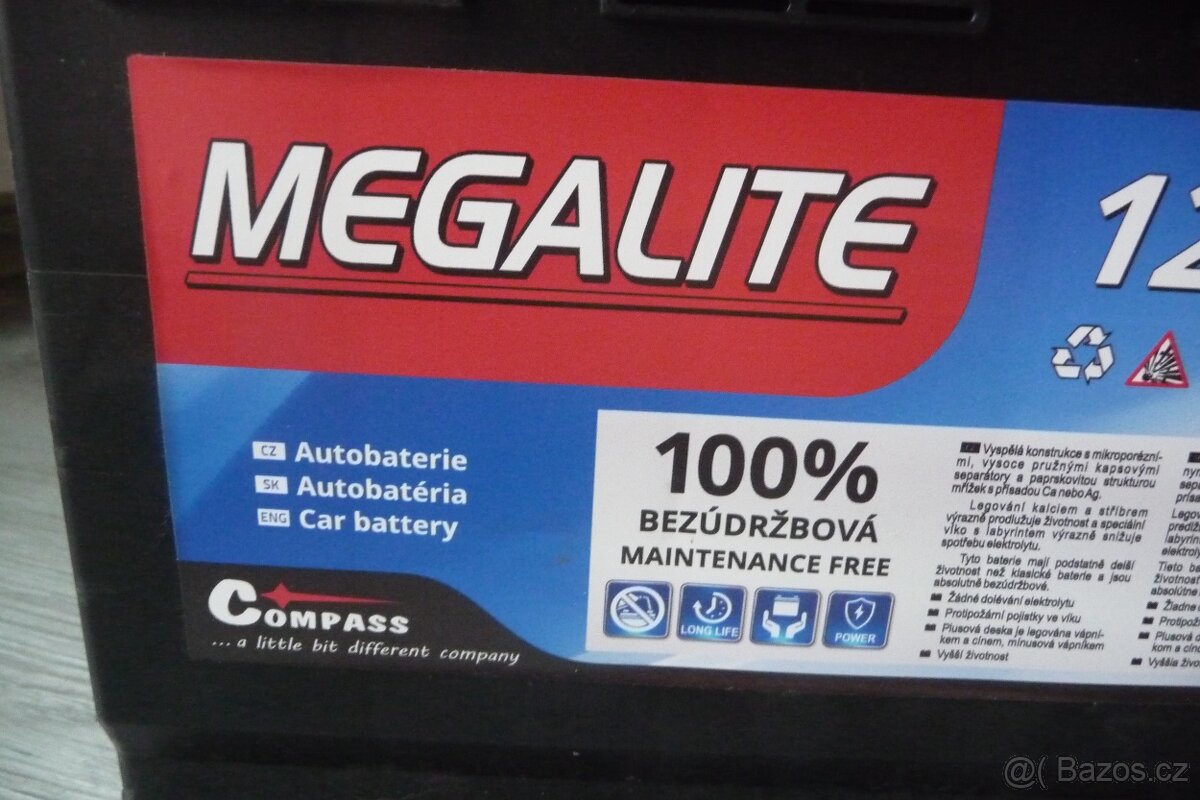 MEGALITE
12
CZ Autobaterie
SK Autobatéria
ENG Car battery
COMPASS
...a little bit different company
100%
BEZÚDRŽBOVÁ
MAINTENANCE FREE
LONG LIFE
POWER
CZ Vyspělá konstrukce s mikroporézní-
mi, vysoce pružnými kapsovými
separátory a paprskovitou strukturou
mřížek s přísadou Ca nebo Ag.
Legování kalciem a stříbrem
výrazně prodlužuje životnost a speciální
víko s labyrintem výrazně snižuje
spotřebu elektrolytu.
Tyto baterie mají podstatně delší
životnost než klasické baterie a jsou
absolutně bezúdržbové.
Žádné dolévání elektrolytu
Protipožární pojistky ve víku
Plusová deska je legována vápní-
kem a cínem, mínusová vápníkem
Vyšší životnost
@( Bazos.cz